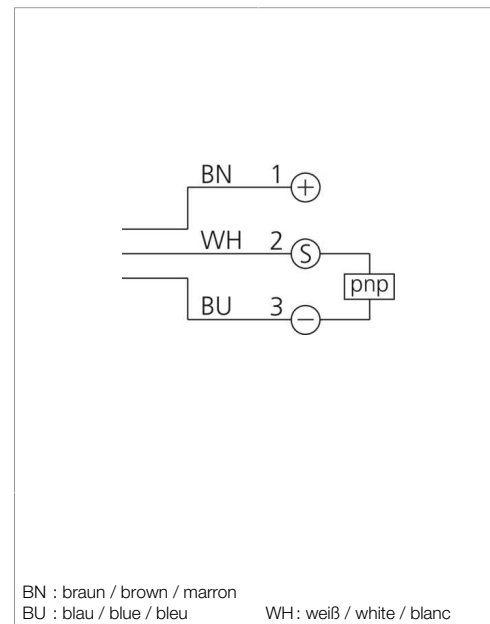 BN 1 +
WH 2 S
pnp
BU 3 −
BN : braun / brown / marron
BU : blau / blue / bleu WH : weiß / white / blanc